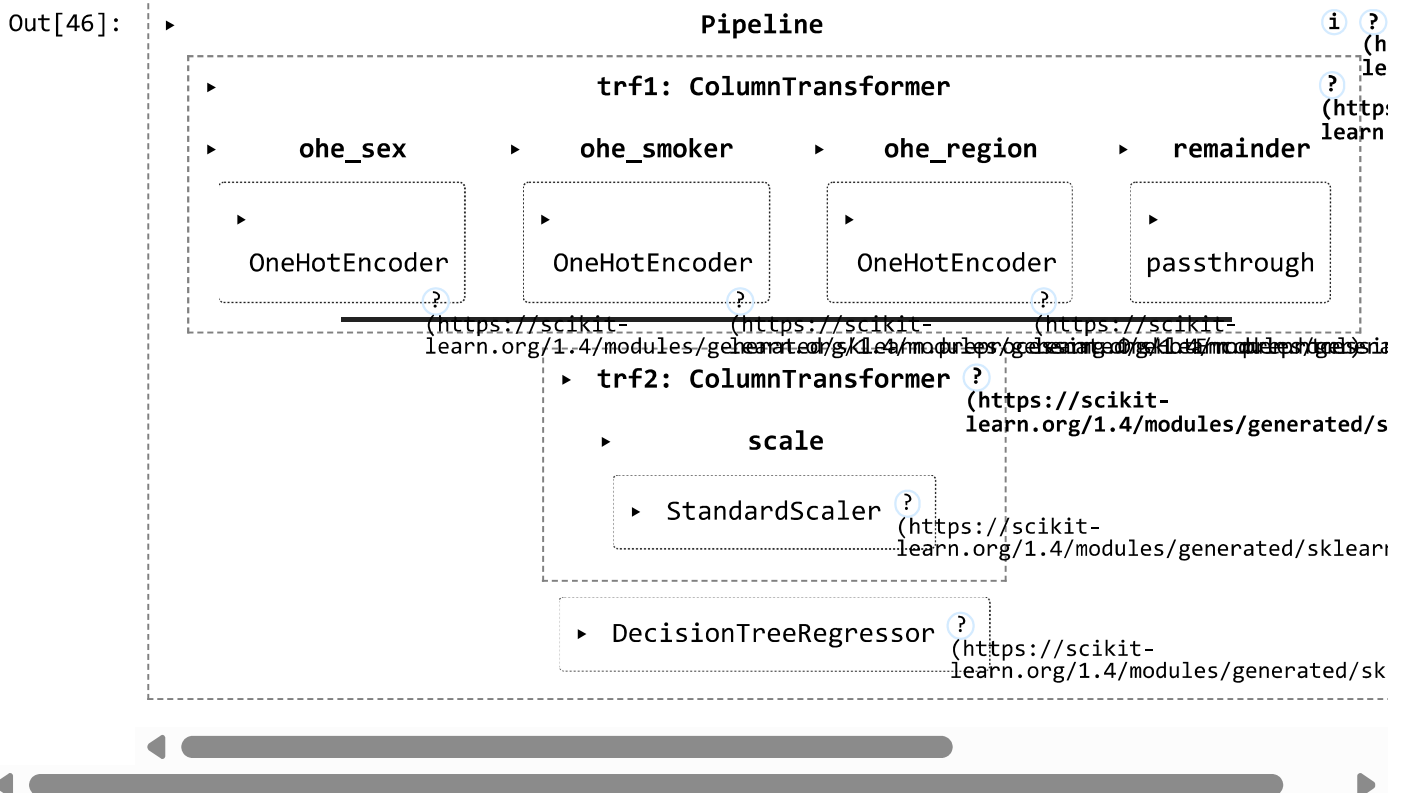 Out[46]:
Pipeline
i ?
(h
le
trf1: ColumnTransformer
?
(https
learn
ohe_sex ohe_smoker ohe_region remainder
OneHotEncoder OneHotEncoder OneHotEncoder passthrough
? ? ?
(https://scikit- (https://scikit- (https://scikit-
learn.org/1.4/modules/
trf2: ColumnTransformer ?
(https://scikit-
learn.org/1.4/modules/generated/s
scale
StandardScaler ?
(https://scikit-
learn.org/1.4/modules/generated/sklearn
DecisionTreeRegressor ?
(https://scikit-
learn.org/1.4/modules/generated/sk